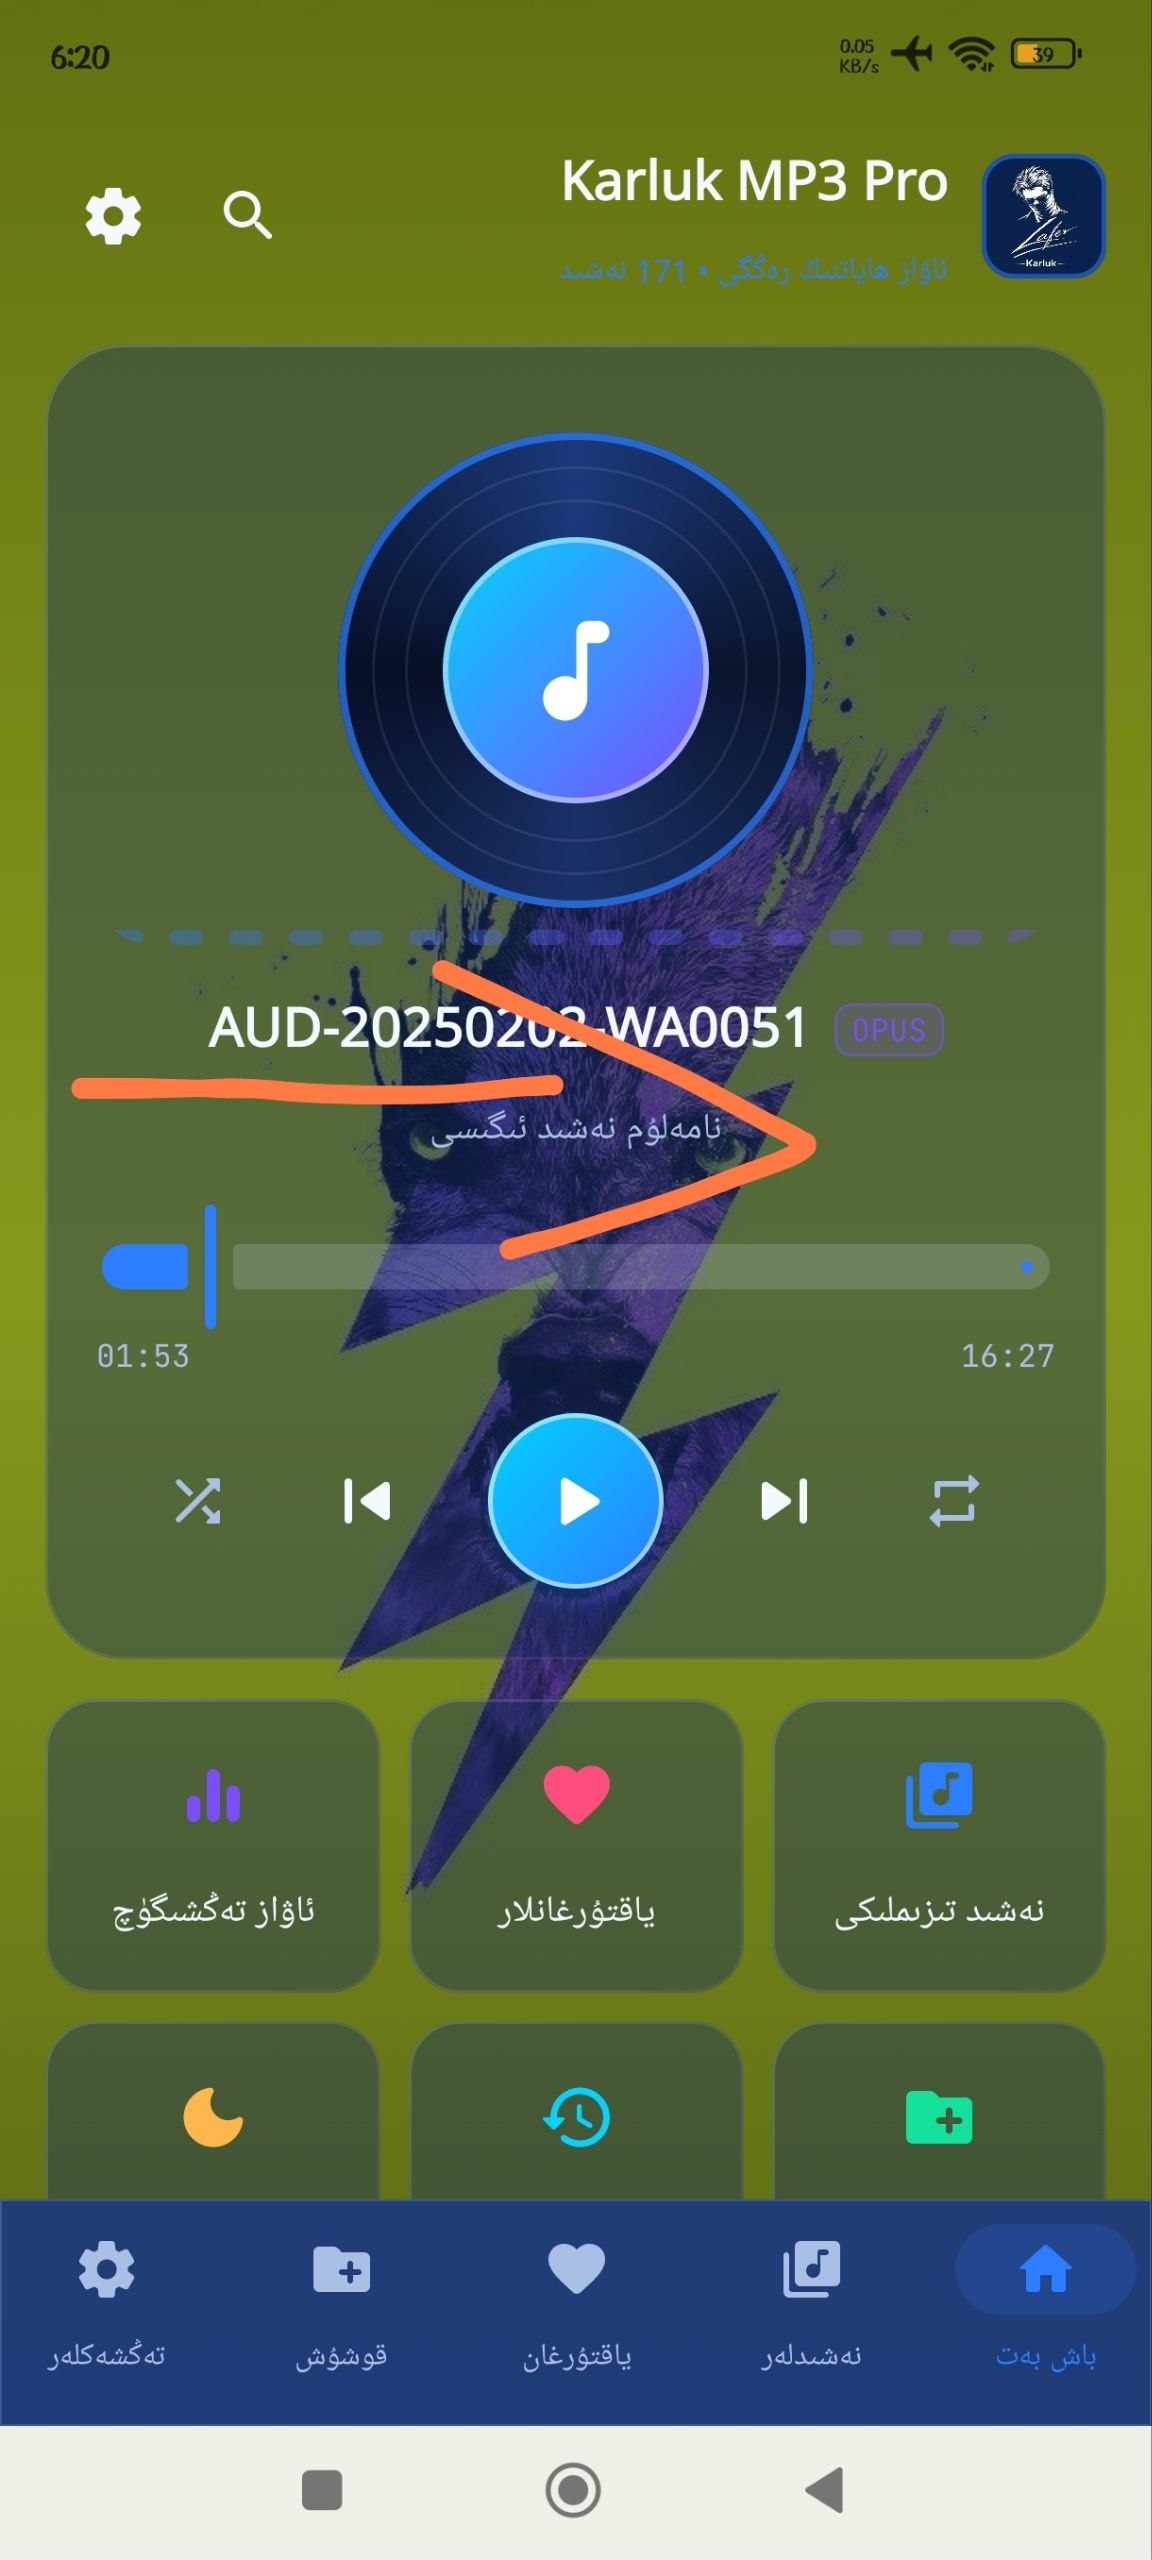 6:20
0.05 KB/s
39
Karluk MP3 Pro
ئاۋاز ھاياتنىڭ رەڭگى • 171 نەشىد
Lafer
Karluk
AUD-20250202-WA0051 OPUS
نامەلۇم نەشىد ئىگىسى
01:53 16:27
نەشىد تىزىملىكى
ياقتۇرغانلار
ئاۋاز تەڭشىگۈچ
باش بەت
نەشىدلەر
ياقتۇرغان
قوشۇش
تەڭشەكلەر